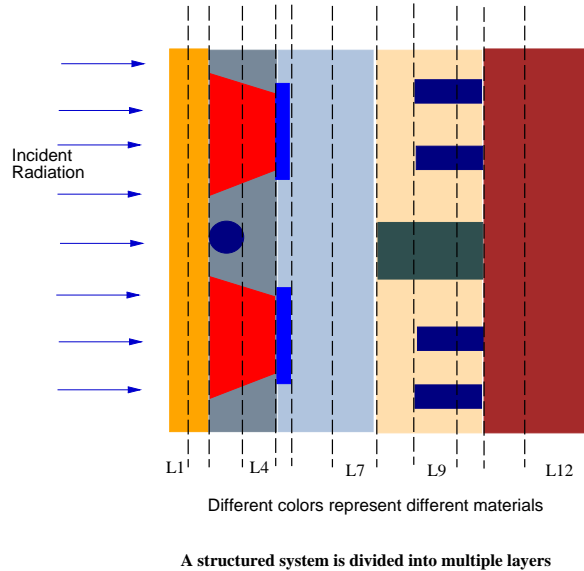 Incident
Radiation
L1 L4 L7 L9 L12
Different colors represent different materials
A structured system is divided into multiple layers